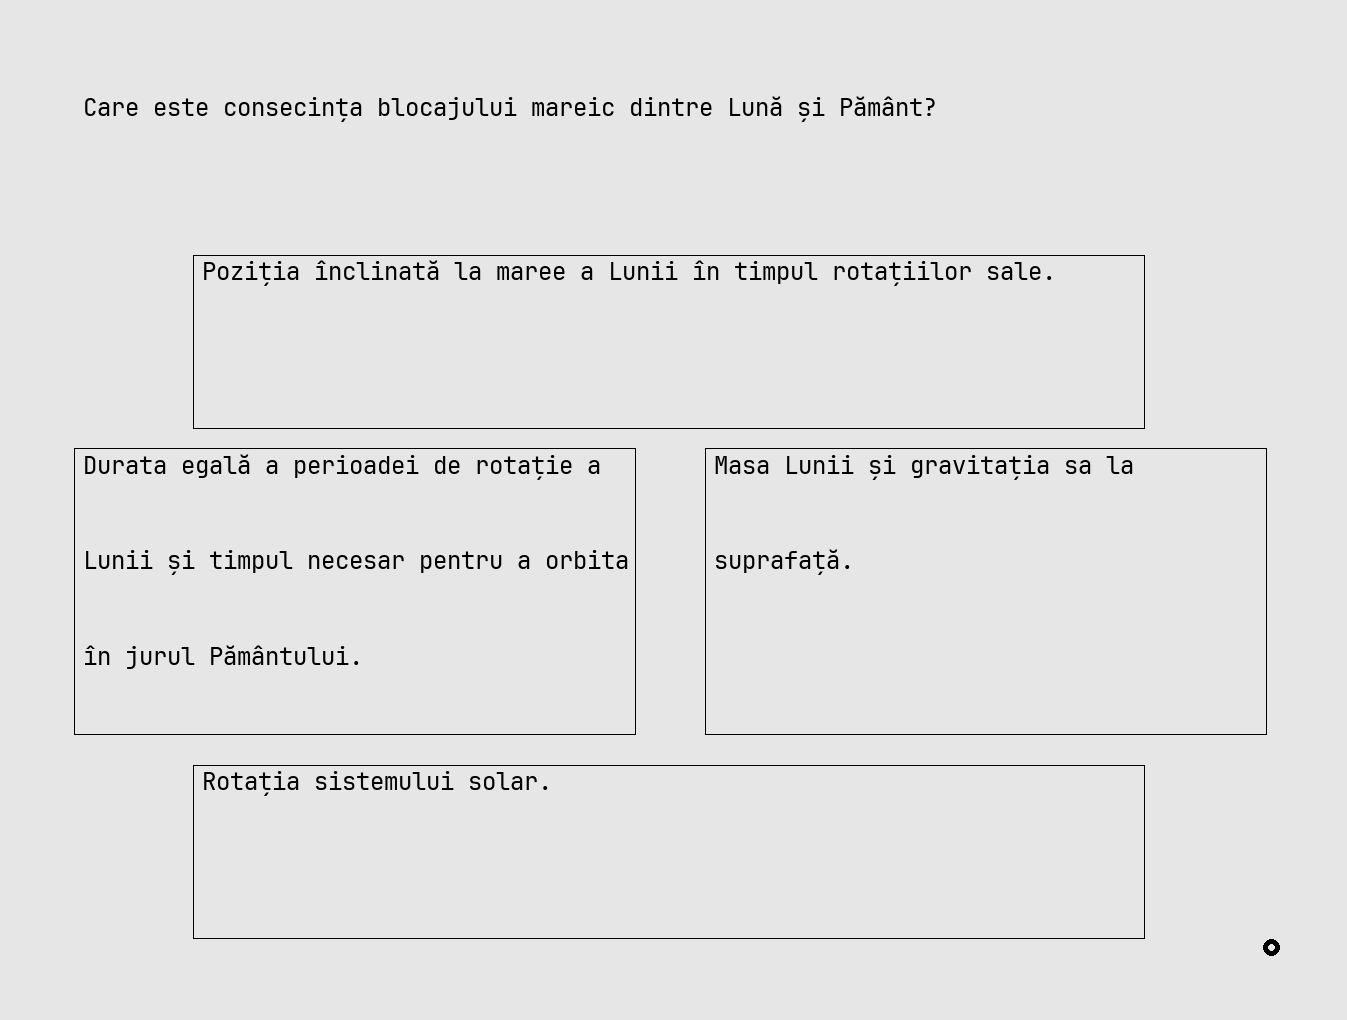 Care este consecința blocajului mareic dintre Lună și Pământ?
Poziția înclinată la maree a Lunii în timpul rotațiilor sale.
Durata egală a perioadei de rotație a
Lunii și timpul necesar pentru a orbita
în jurul Pământului.
Masa Lunii și gravitația sa la
suprafață.
Rotația sistemului solar.